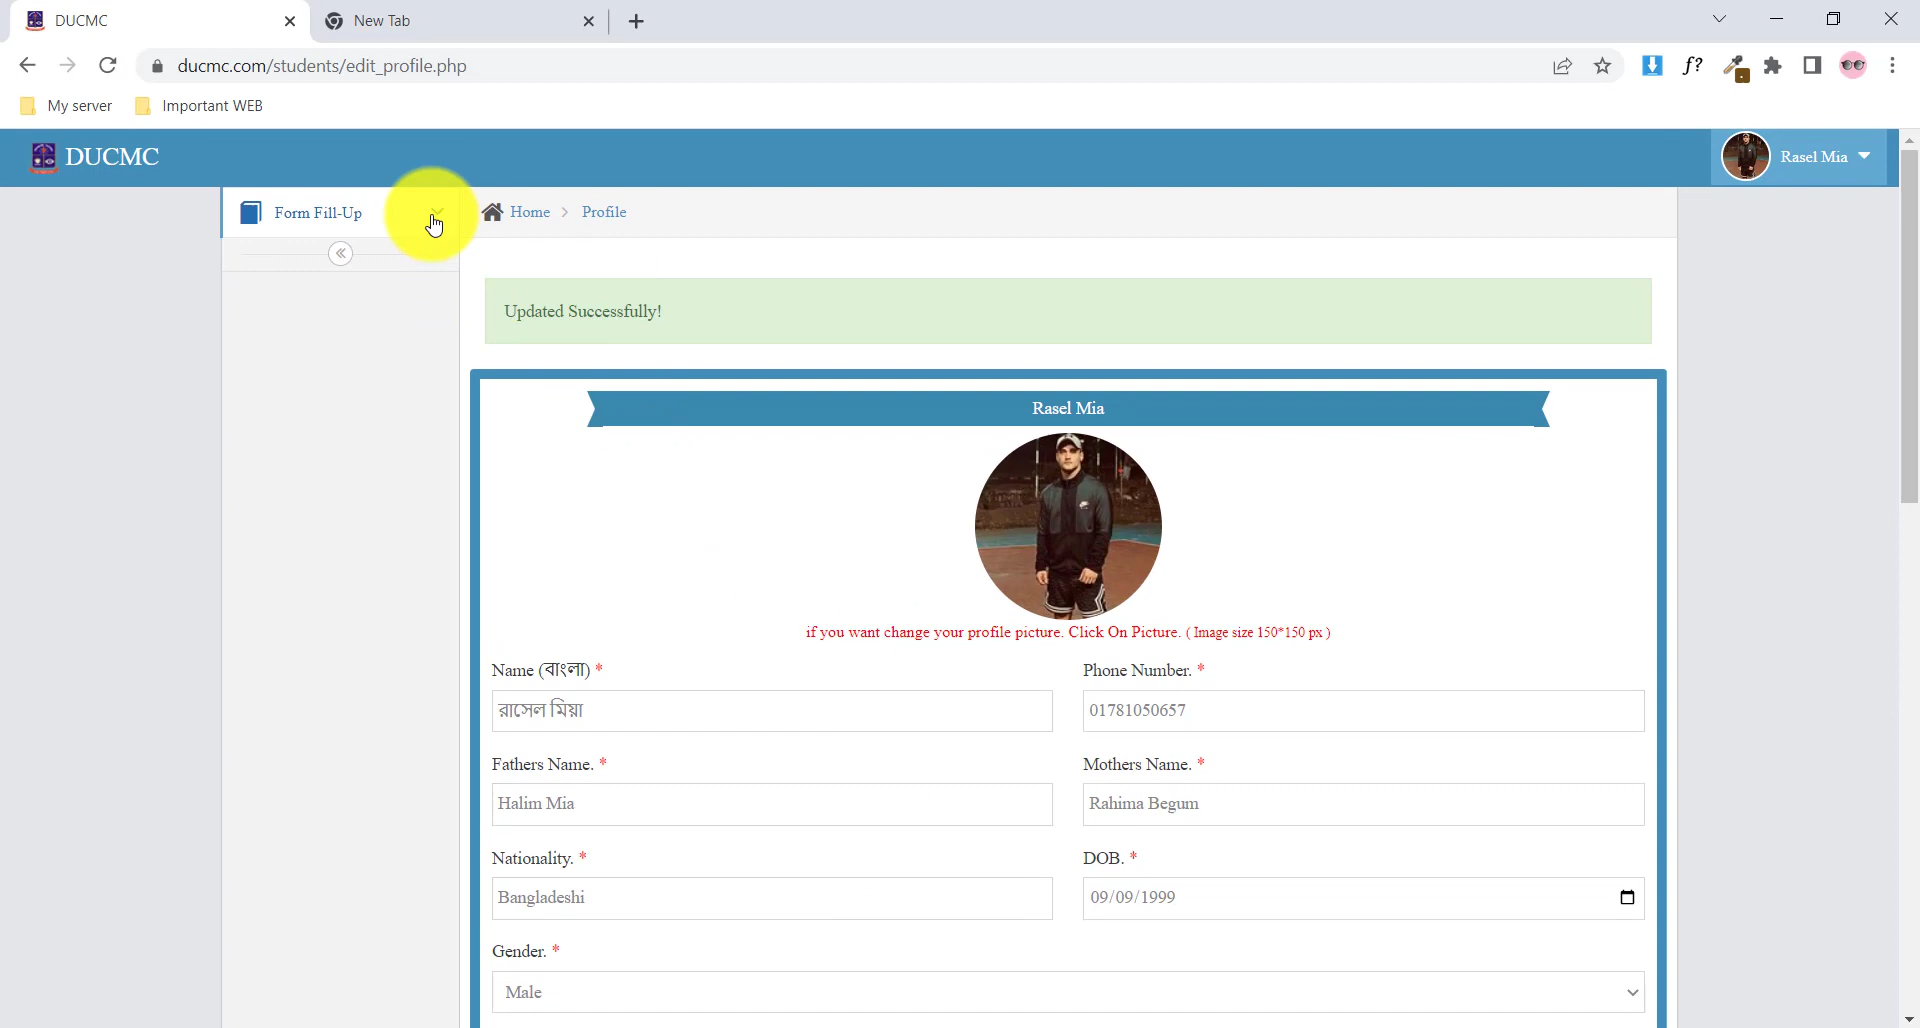 DUCMC
New Tab
ducmc.com/students/edit_profile.php
f?
My server
Important WEB
DUCMC
Rasel Mia
Form Fill-Up
Home > Profile
Updated Successfully!
Rasel Mia
if you want change your profile picture. Click On Picture. ( Image size 150*150 px )
Name (বাংলা) *
Phone Number. *
রাসেল মিয়া
01781050657
Fathers Name. *
Mothers Name. *
Halim Mia
Rahima Begum
Nationality. *
DOB. *
Bangladeshi
09/09/1999
Gender. *
Male